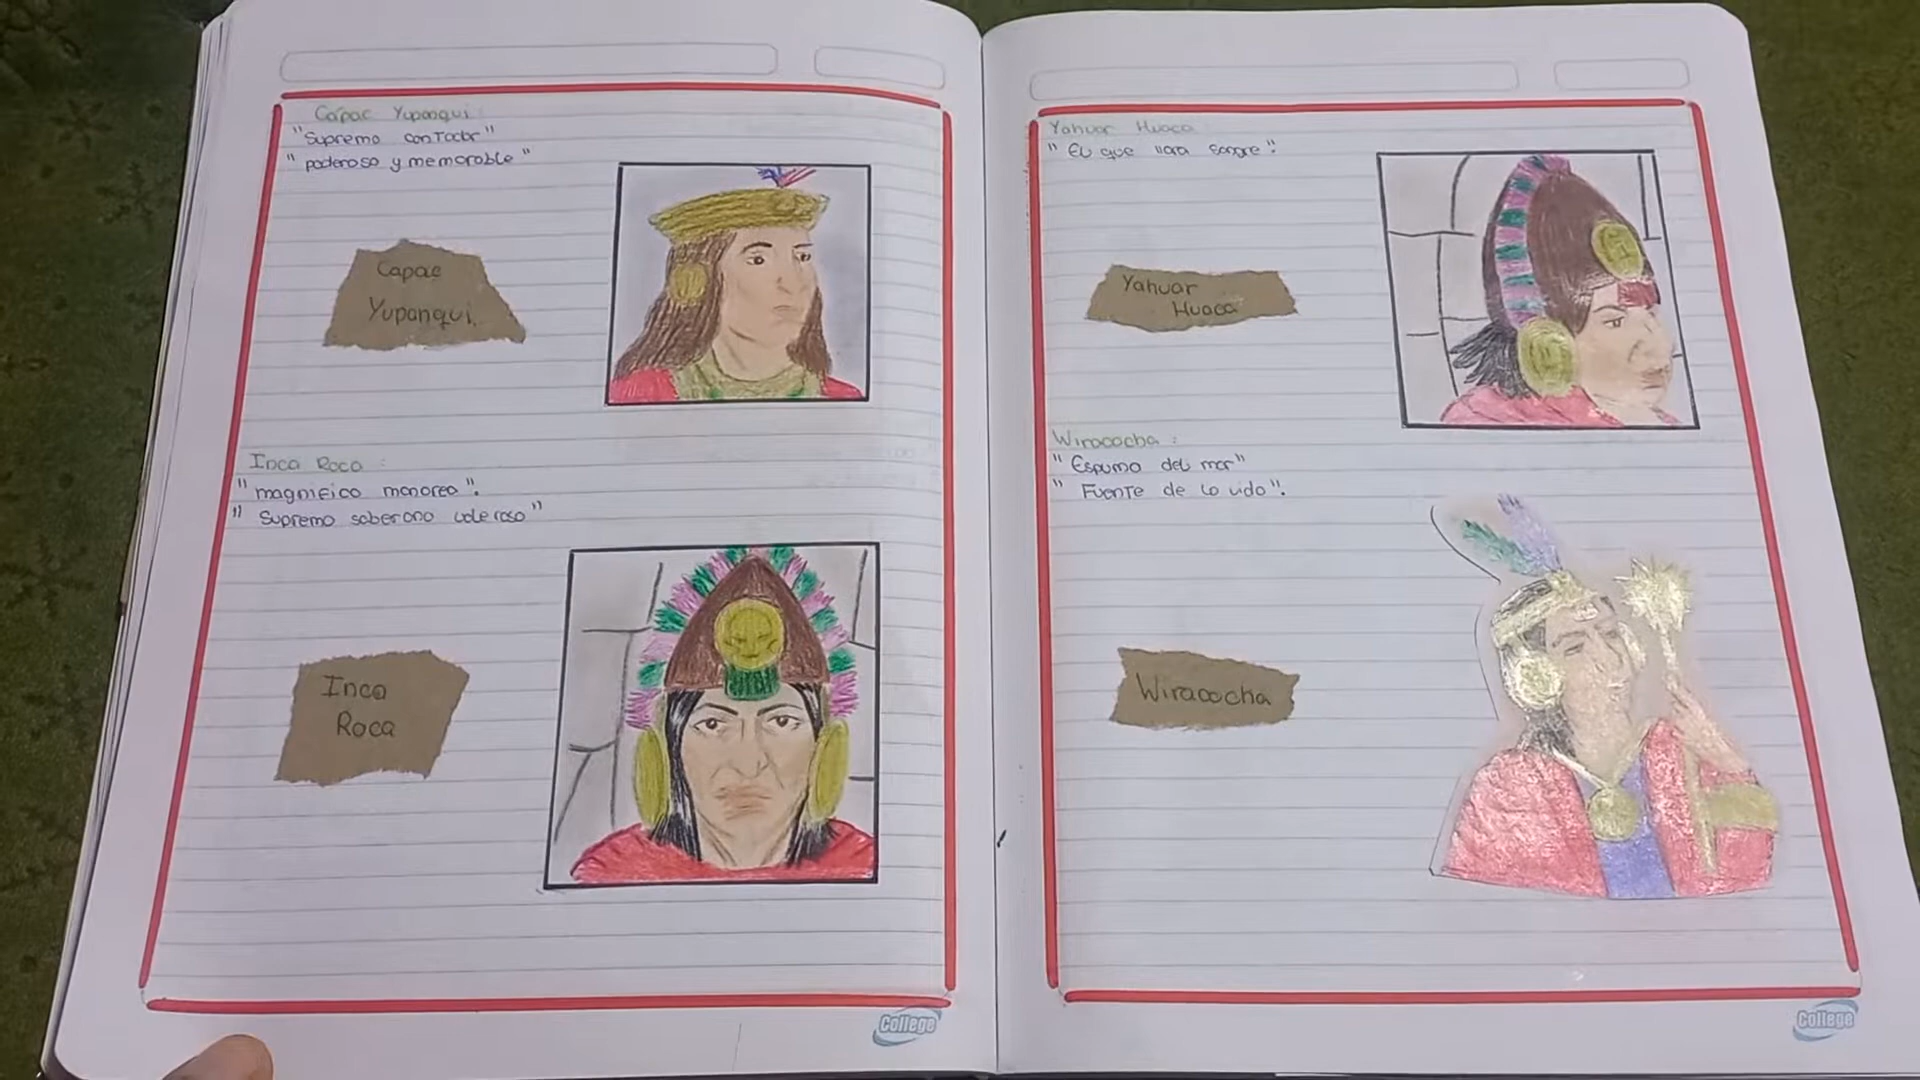 Capac Yupanqui :
"Supremo contador"
"poderoso y memorable"
Capac
Yupanqui
Inca Roca :
"magnifico monarca".
"Supremo soberano valeroso"
Inca
Roca
College
Yahuar Huaca :
"El que llora sangre".
Yahuar
Huaca
Wiracocha :
"Espuma del mar"
"Fuente de la vida".
Wiracocha
College